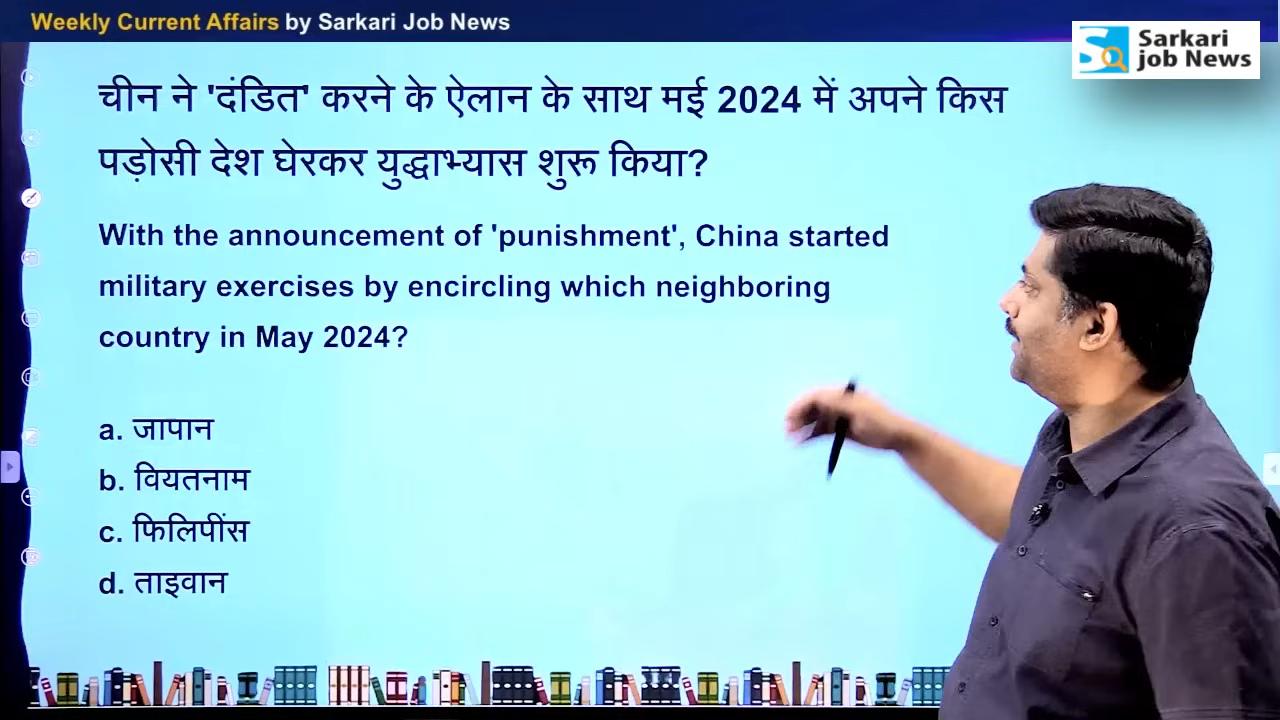 Weekly Current Affairs by Sarkari Job News
Sarkari
job News
चीन ने 'दंडित' करने के ऐलान के साथ मई 2024 में अपने किस
पड़ोसी देश घेरकर युद्धाभ्यास शुरू किया?
With the announcement of 'punishment', China started
military exercises by encircling which neighboring
country in May 2024?
a. जापान
b. वियतनाम
c. फिलिपींस
d. ताइवान